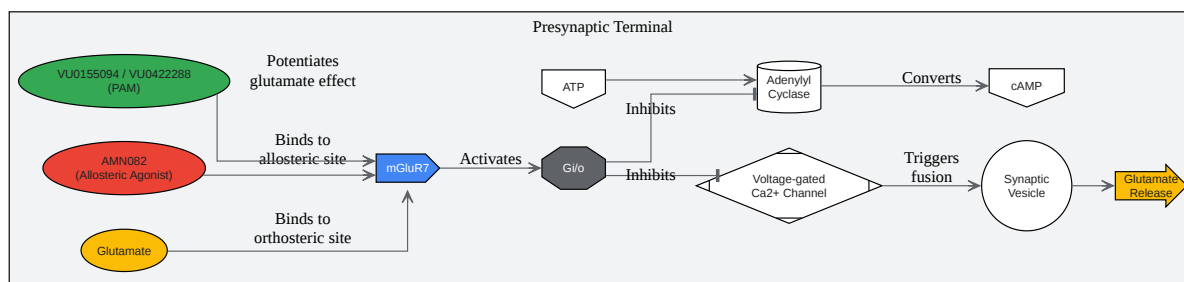 Presynaptic Terminal
VU0155094 / VU0422288
(PAM)
Potentiates
glutamate effect
ATP
Adenylyl
Cyclase
Converts
cAMP
Inhibits
AMN082
(Allosteric Agonist)
Binds to
allosteric site
mGluR7
Activates
Gi/o
Inhibits
Voltage-gated
Ca2+ Channel
Triggers
fusion
Synaptic
Vesicle
Glutamate
Release
Glutamate
Binds to
orthosteric site